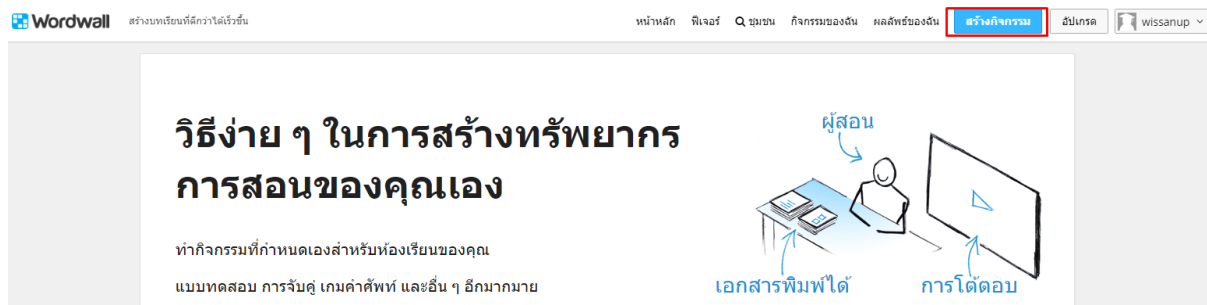 Wordwall สร้างบทเรียนที่ดีกว่าได้เร็วขึ้น หน้าหลัก ฟีเจอร์ ชุมชน กิจกรรมของฉัน ผลลัพธ์ของฉัน สร้างกิจกรรม อัปเกรด wissanup
วิธีง่าย ๆ ในการสร้างทรัพยากร
การสอนของคุณเอง
ทำกิจกรรมที่กำหนดเองสำหรับห้องเรียนของคุณ
แบบทดสอบ การจับคู่ เกมคำศัพท์ และอื่น ๆ อีกมากมาย
ผู้สอน
เอกสารพิมพ์ได้
การโต้ตอบ